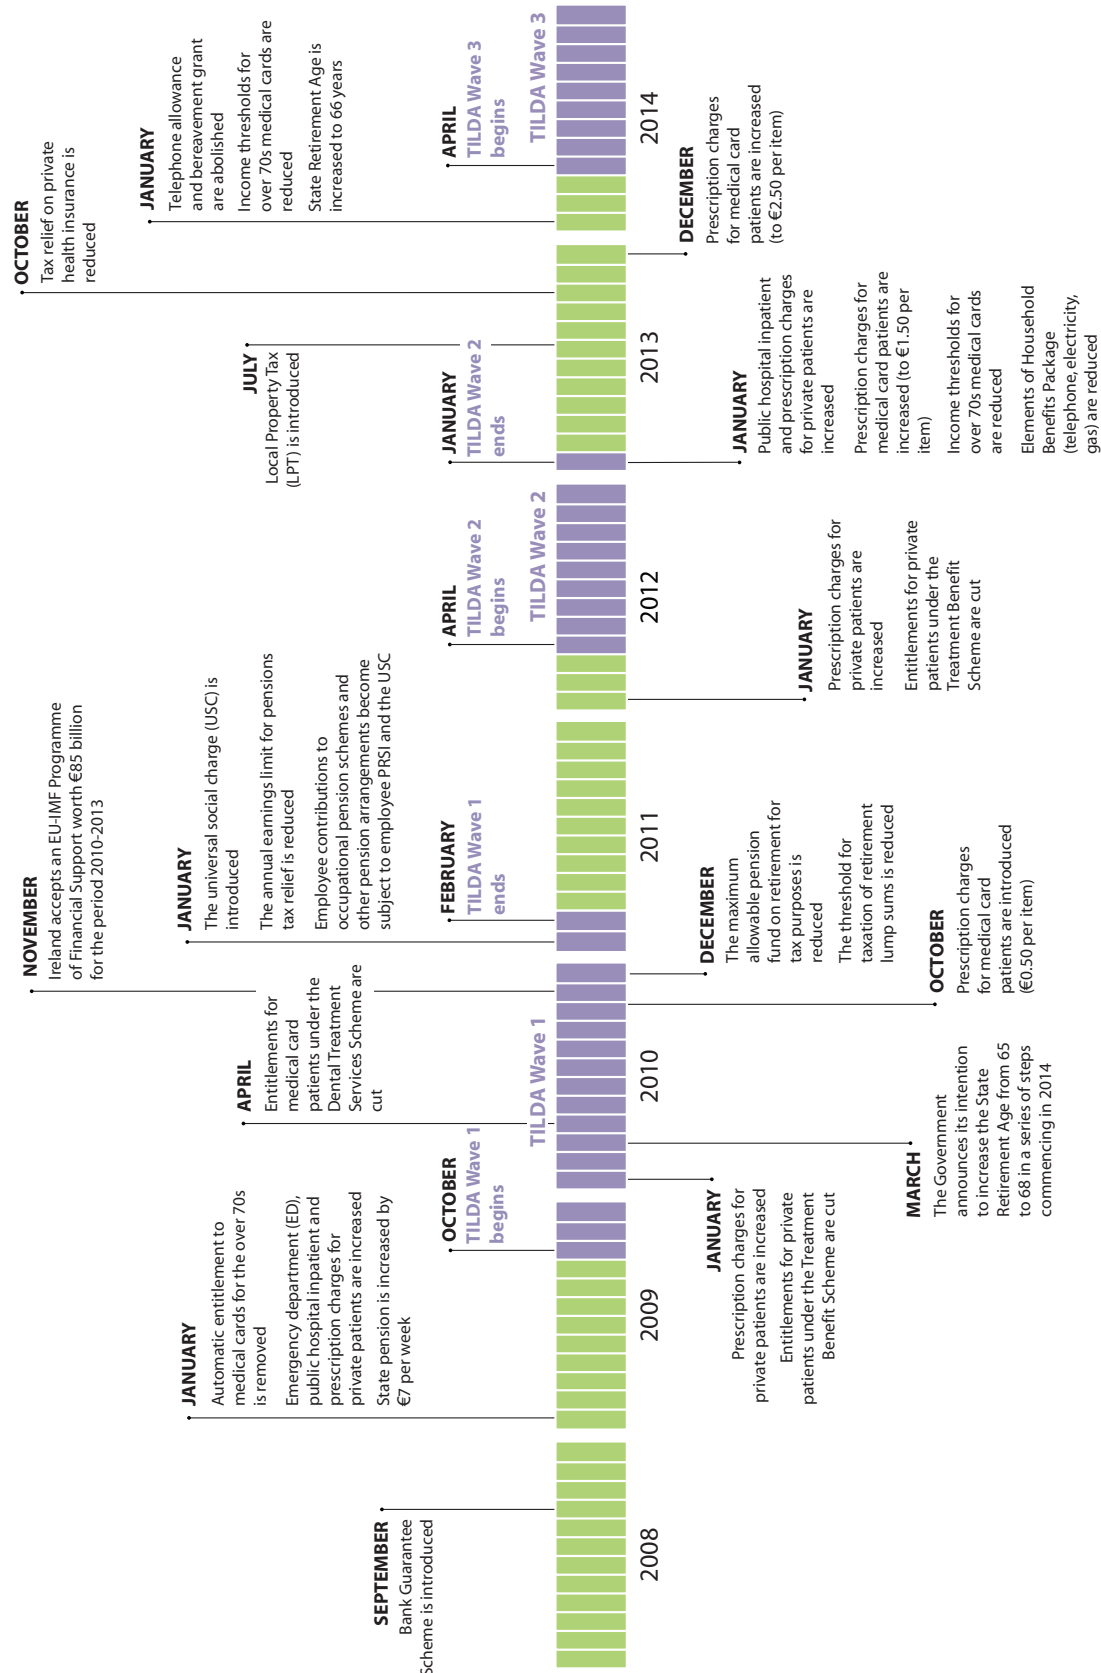 SEPTEMBER
Bank Guarantee
Scheme is introduced
2008
JANUARY
Automatic entitlement to
medical cards for the over 70s
is removed
Emergency department (ED),
public hospital inpatient and
prescription charges for
private patients are increased
State pension is increased by
€7 per week
OCTOBER
TILDA Wave 1
begins
2009
JANUARY
Prescription charges for
private patients are increased
Entitlements for private
patients under the Treatment
Benefit Scheme are cut
MARCH
The Government
announces its intention
to increase the State
Retirement Age from 65
to 68 in a series of steps
commencing in 2014
APRIL
Entitlements for
medical card
patients under the
Dental Treatment
Services Scheme are
cut
TILDA Wave 1
2010
OCTOBER
Prescription charges
for medical card
patients are introduced
(€0.50 per item)
NOVEMBER
Ireland accepts an EU-IMF Programme
of Financial Support worth €85 billion
for the period 2010-2013
DECEMBER
The maximum
allowable pension
fund on retirement for
tax purposes is
reduced
The threshold for
taxation of retirement
lump sums is reduced
JANUARY
The universal social charge (USC) is
introduced
The annual earnings limit for pensions
tax relief is reduced
Employee contributions to
occupational pension schemes and
other pension arrangements become
subject to employee PRSI and the USC
FEBRUARY
TILDA Wave 1
ends
2011
JANUARY
Prescription charges for
private patients are
increased
Entitlements for private
patients under the
Treatment Benefit
Scheme are cut
APRIL
TILDA Wave 2
begins
TILDA Wave 2
2012
JANUARY
TILDA Wave 2
ends
JANUARY
Public hospital inpatient
and prescription charges
for private patients are
increased
Prescription charges for
medical card patients are
increased (to €1.50 per
item)
Income thresholds for
over 70s medical cards
are reduced
Elements of Household
Benefits Package
(telephone, electricity,
gas) are reduced
JULY
Local Property Tax
(LPT) is introduced
2013
OCTOBER
Tax relief on private
health insurance is
reduced
DECEMBER
Prescription charges
for medical card
patients are increased
(to €2.50 per item)
JANUARY
Telephone allowance
and bereavement grant
are abolished
Income thresholds for
over 70s medical cards are
reduced
State Retirement Age is
increased to 66 years
APRIL
TILDA Wave 3
begins
TILDA Wave 3
2014